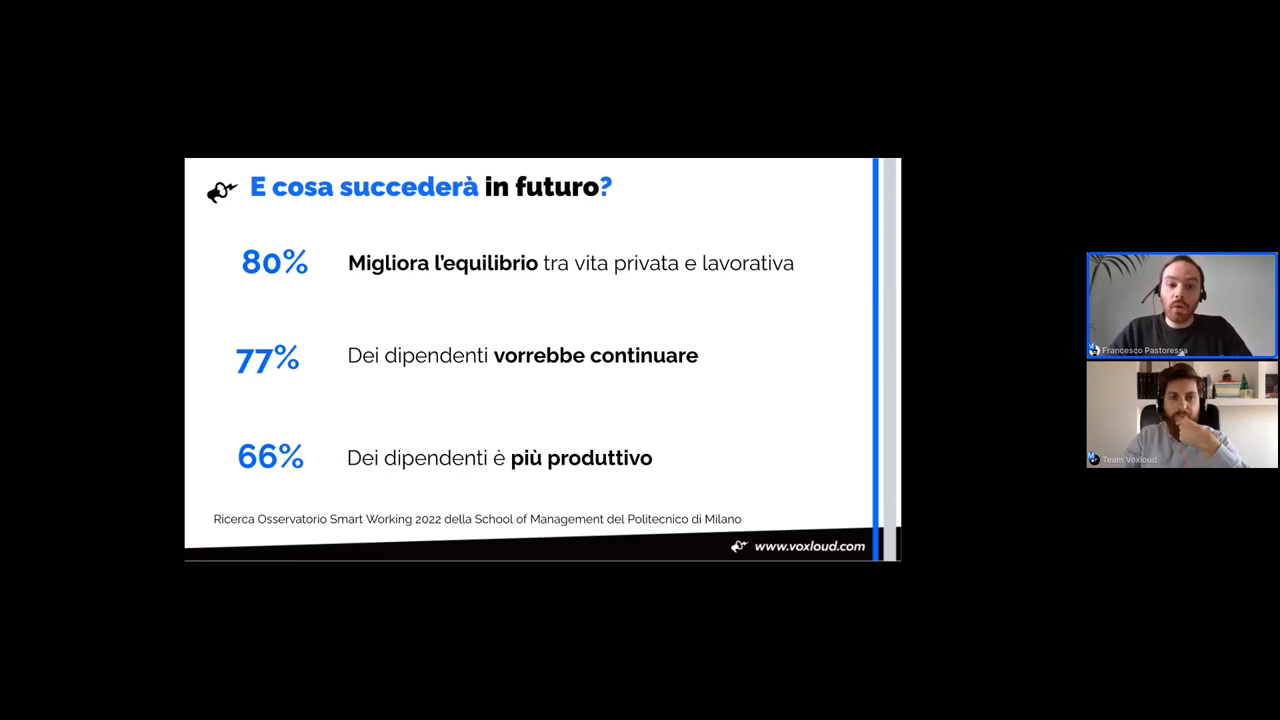 E cosa succederà in futuro?
80% Migliora l'equilibrio tra vita privata e lavorativa
77% Dei dipendenti vorrebbe continuare
66% Dei dipendenti è più produttivo
Ricerca Osservatorio Smart Working 2022 della School of Management del Politecnico di Milano
www.voxloud.com
Francesco Pastoressa
Team Voxloud